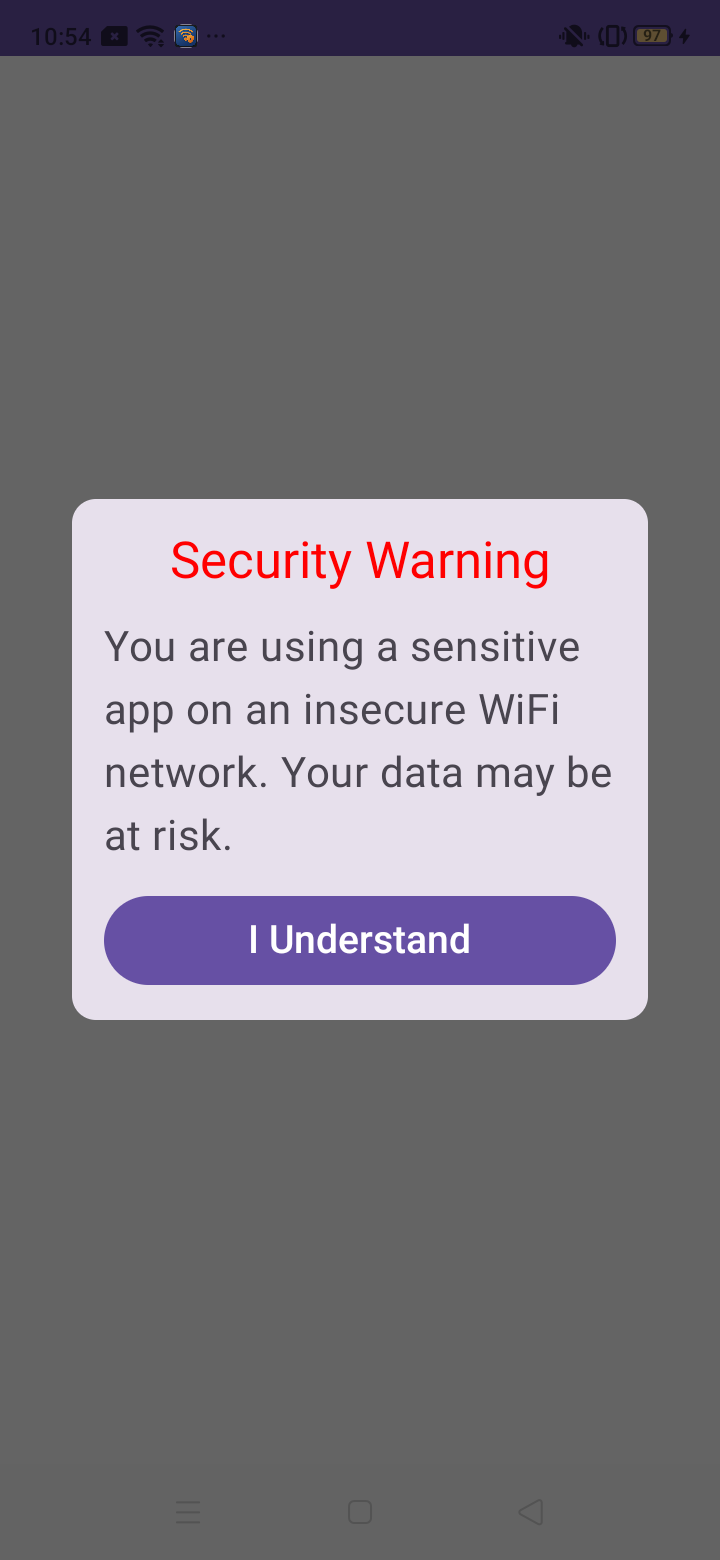 10:54 97
Security Warning
You are using a sensitive
app on an insecure WiFi
network. Your data may be
at risk.
I Understand